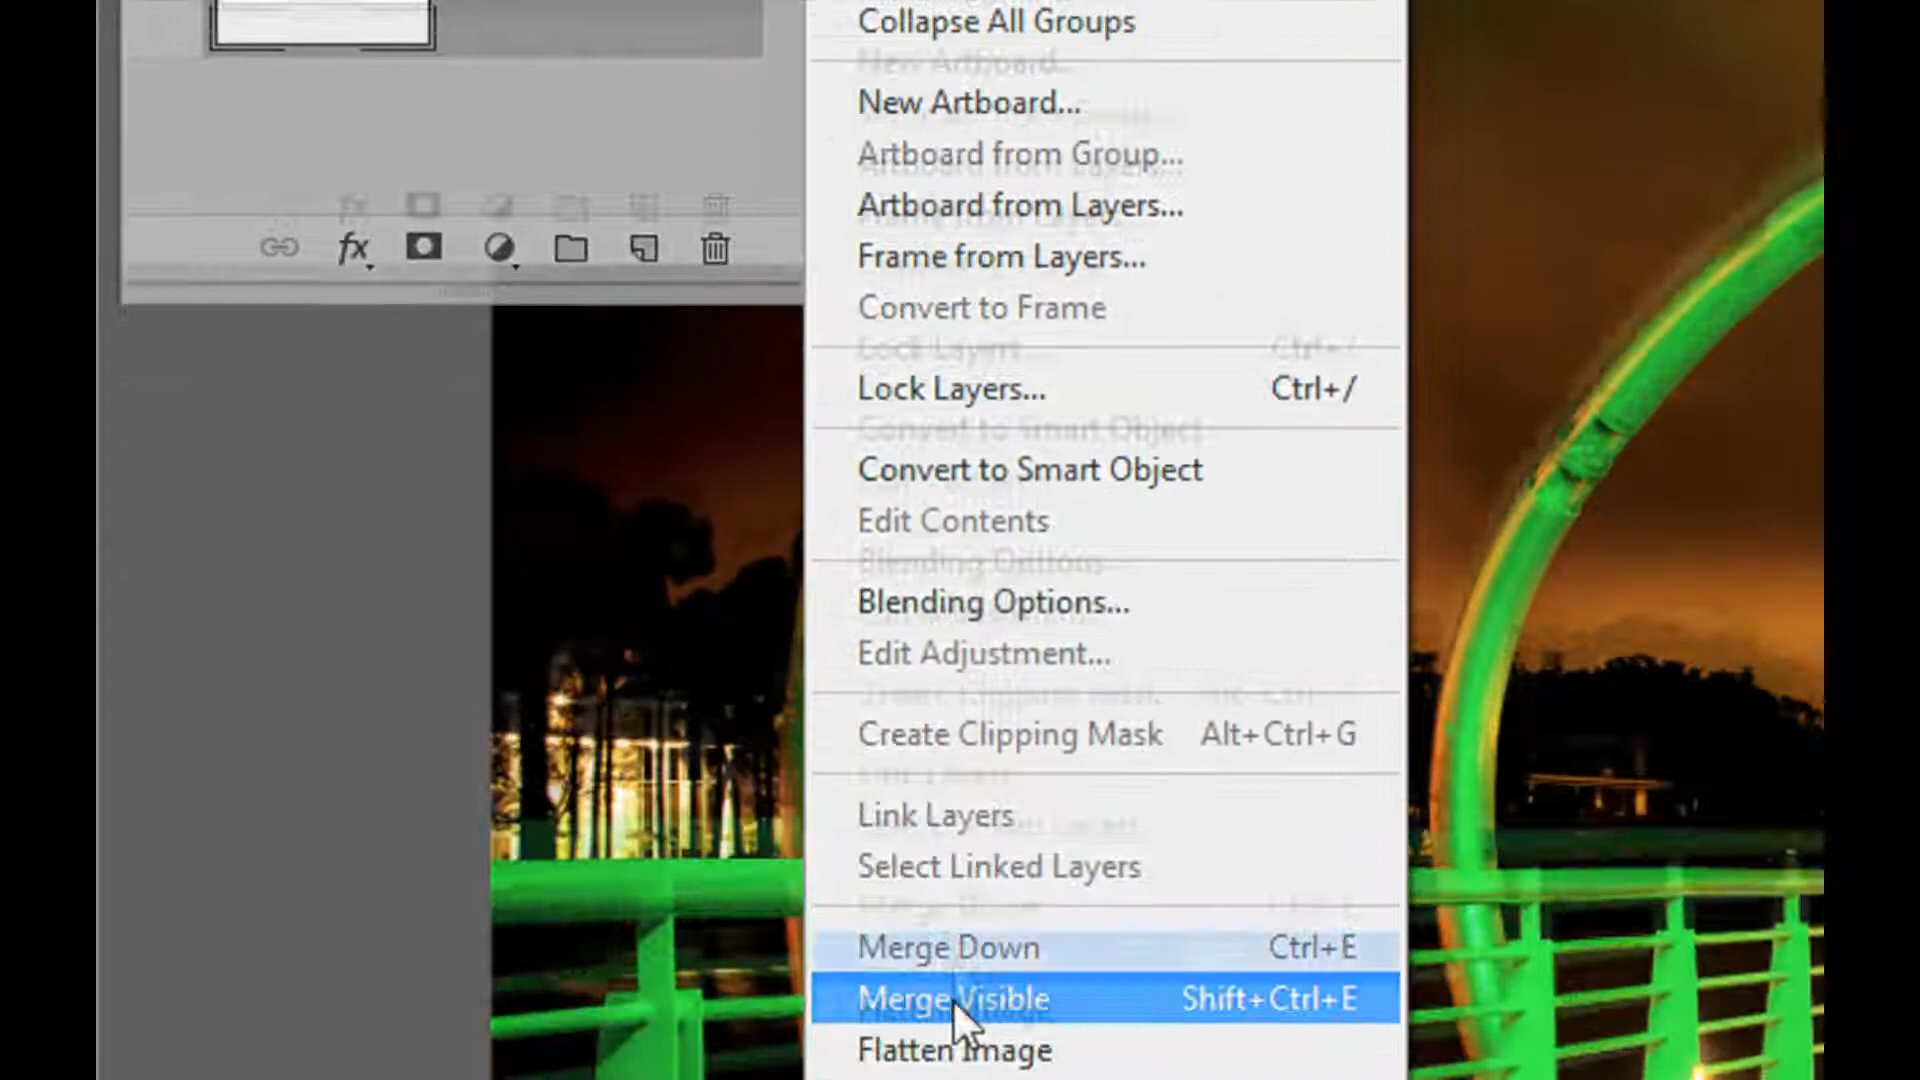 Collapse All Groups
New Artboard...
Artboard from Group...
Artboard from Layers...
Frame from Layers...
Convert to Frame
Lock Layers... Ctrl+/
Convert to Smart Object
Edit Contents
Blending Options...
Edit Adjustment...
Create Clipping Mask Alt+Ctrl+G
Link Layers
Select Linked Layers
Merge Down Ctrl+E
Merge Visible Shift+Ctrl+E
Flatten Image
fx